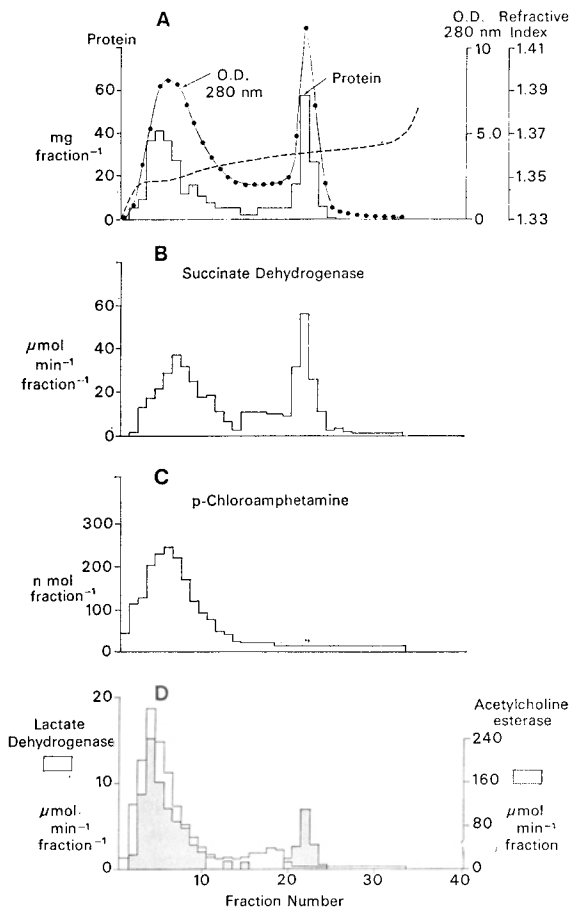 A
Protein
O.D. Refractive
280 nm Index
10
1.41
O.D.
280 nm
Protein
60
1.39
mg
fraction⁻¹
40
5.0
1.37
20
1.35
0
0
1.33
B
Succinate Dehydrogenase
60
µmol
min⁻¹
fraction⁻¹
40
20
0
C
p-Chloroamphetamine
300
200
n mol
fraction⁻¹
100
0
D
20
Lactate
Dehydrogenase
Acetylcholine
esterase
240
10
160
µmol.
min⁻¹
fraction⁻¹
80
µmol
min⁻¹
fraction
0
0
10
20
30
40
Fraction Number